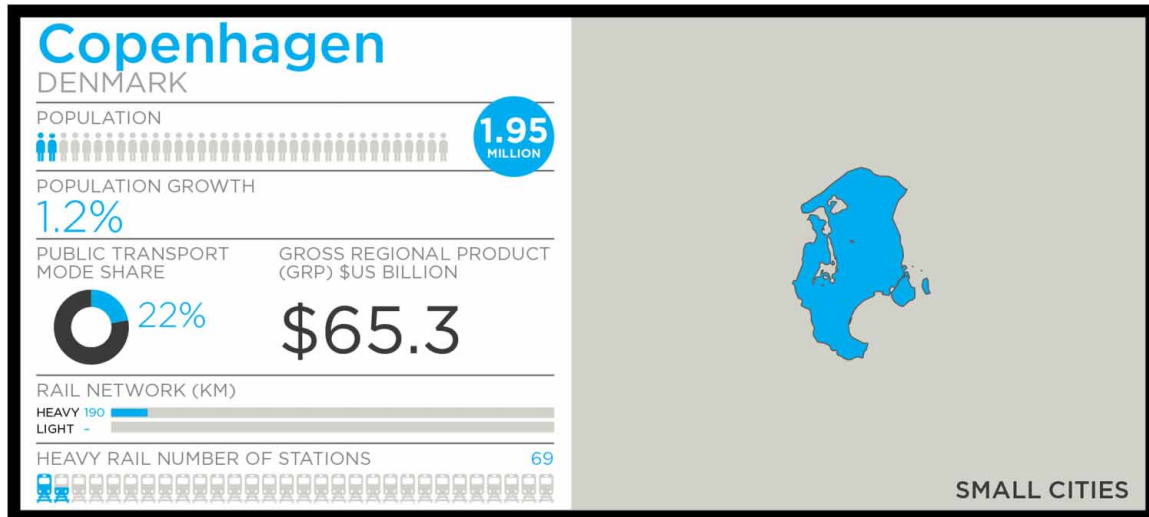 Copenhagen
DENMARK
POPULATION
1.95
MILLION
POPULATION GROWTH
1.2%
PUBLIC TRANSPORT
MODE SHARE
22%
GROSS REGIONAL PRODUCT
(GRP) $US BILLION
$65.3
RAIL NETWORK (KM)
HEAVY 190
LIGHT -
HEAVY RAIL NUMBER OF STATIONS 69
SMALL CITIES